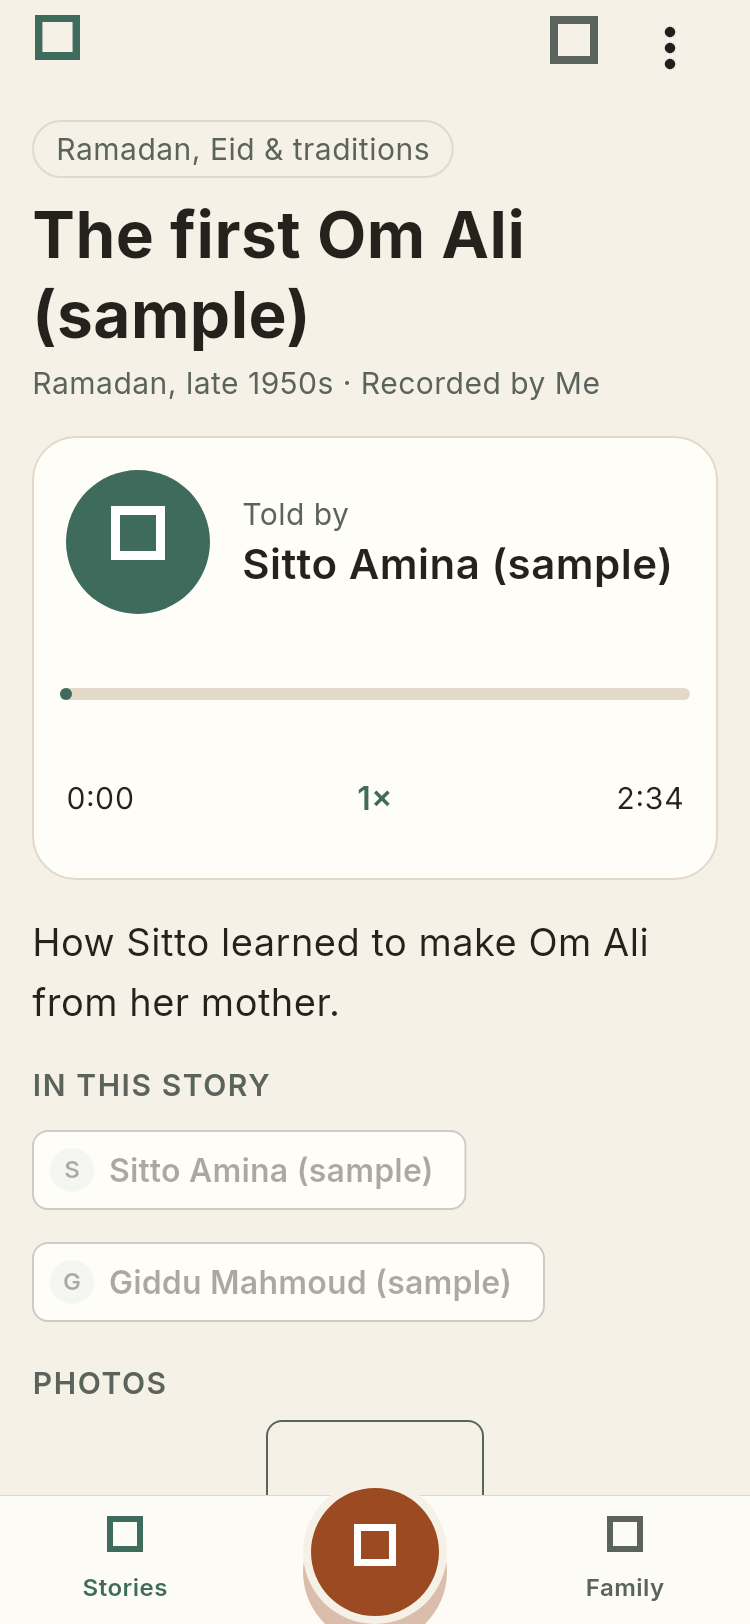 Ramadan, Eid & traditions
The first Om Ali
(sample)
Ramadan, late 1950s · Recorded by Me
Told by
Sitto Amina (sample)
0:00 1× 2:34
How Sitto learned to make Om Ali
from her mother.
IN THIS STORY
S Sitto Amina (sample)
G Giddu Mahmoud (sample)
PHOTOS
Stories Family